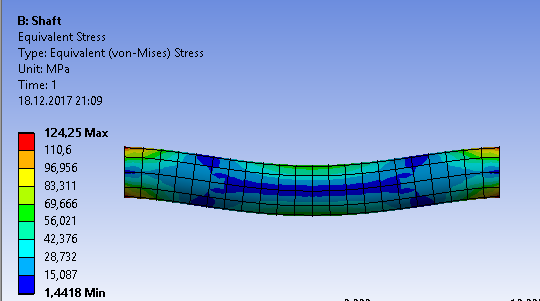 B: Shaft
Equivalent Stress
Type: Equivalent (von-Mises) Stress
Unit: MPa
Time: 1
18.12.2017 21:09
124,25 Max
110,6
96,956
83,311
69,666
56,021
42,376
28,732
15,087
1,4418 Min